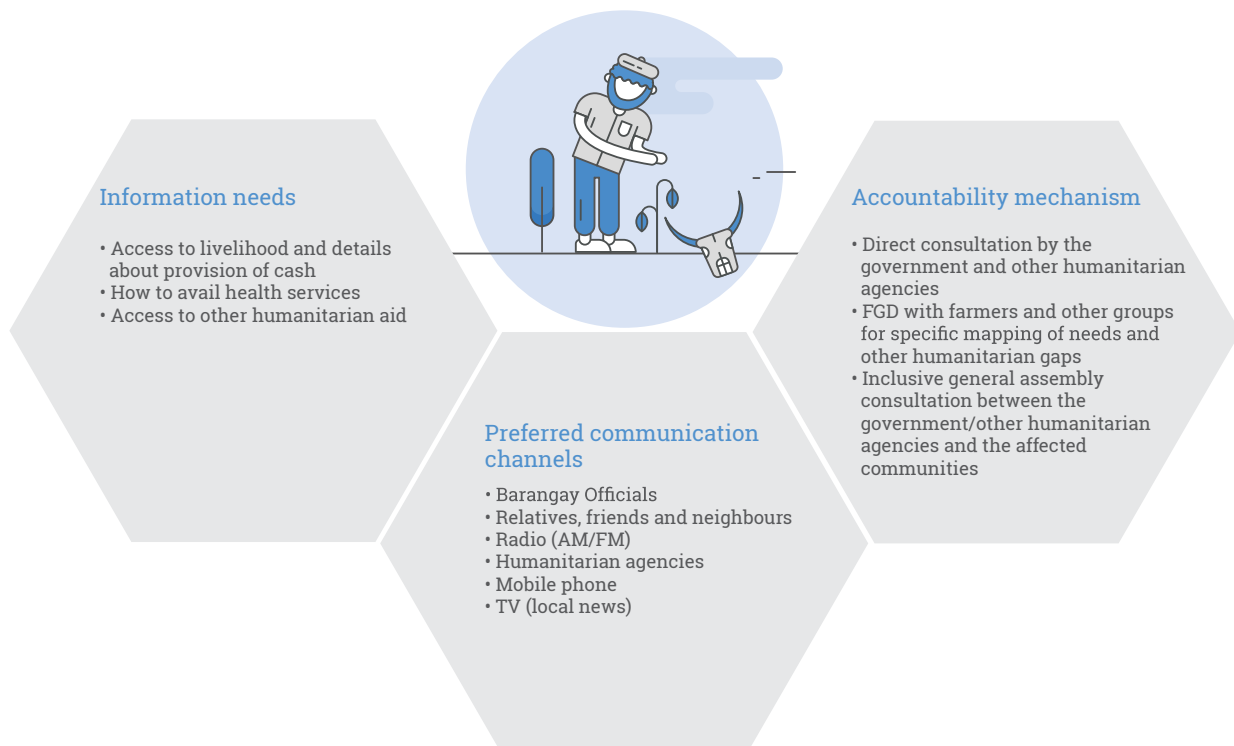 Information needs
• Access to livelihood and details
about provision of cash
• How to avail health services
• Access to other humanitarian aid
Preferred communication
channels
• Barangay Officials
• Relatives, friends and neighbours
• Radio (AM/FM)
• Humanitarian agencies
• Mobile phone
• TV (local news)
Accountability mechanism
• Direct consultation by the
government and other humanitarian
agencies
• FGD with farmers and other groups
for specific mapping of needs and
other humanitarian gaps
• Inclusive general assembly
consultation between the
government/other humanitarian
agencies and the affected
communities